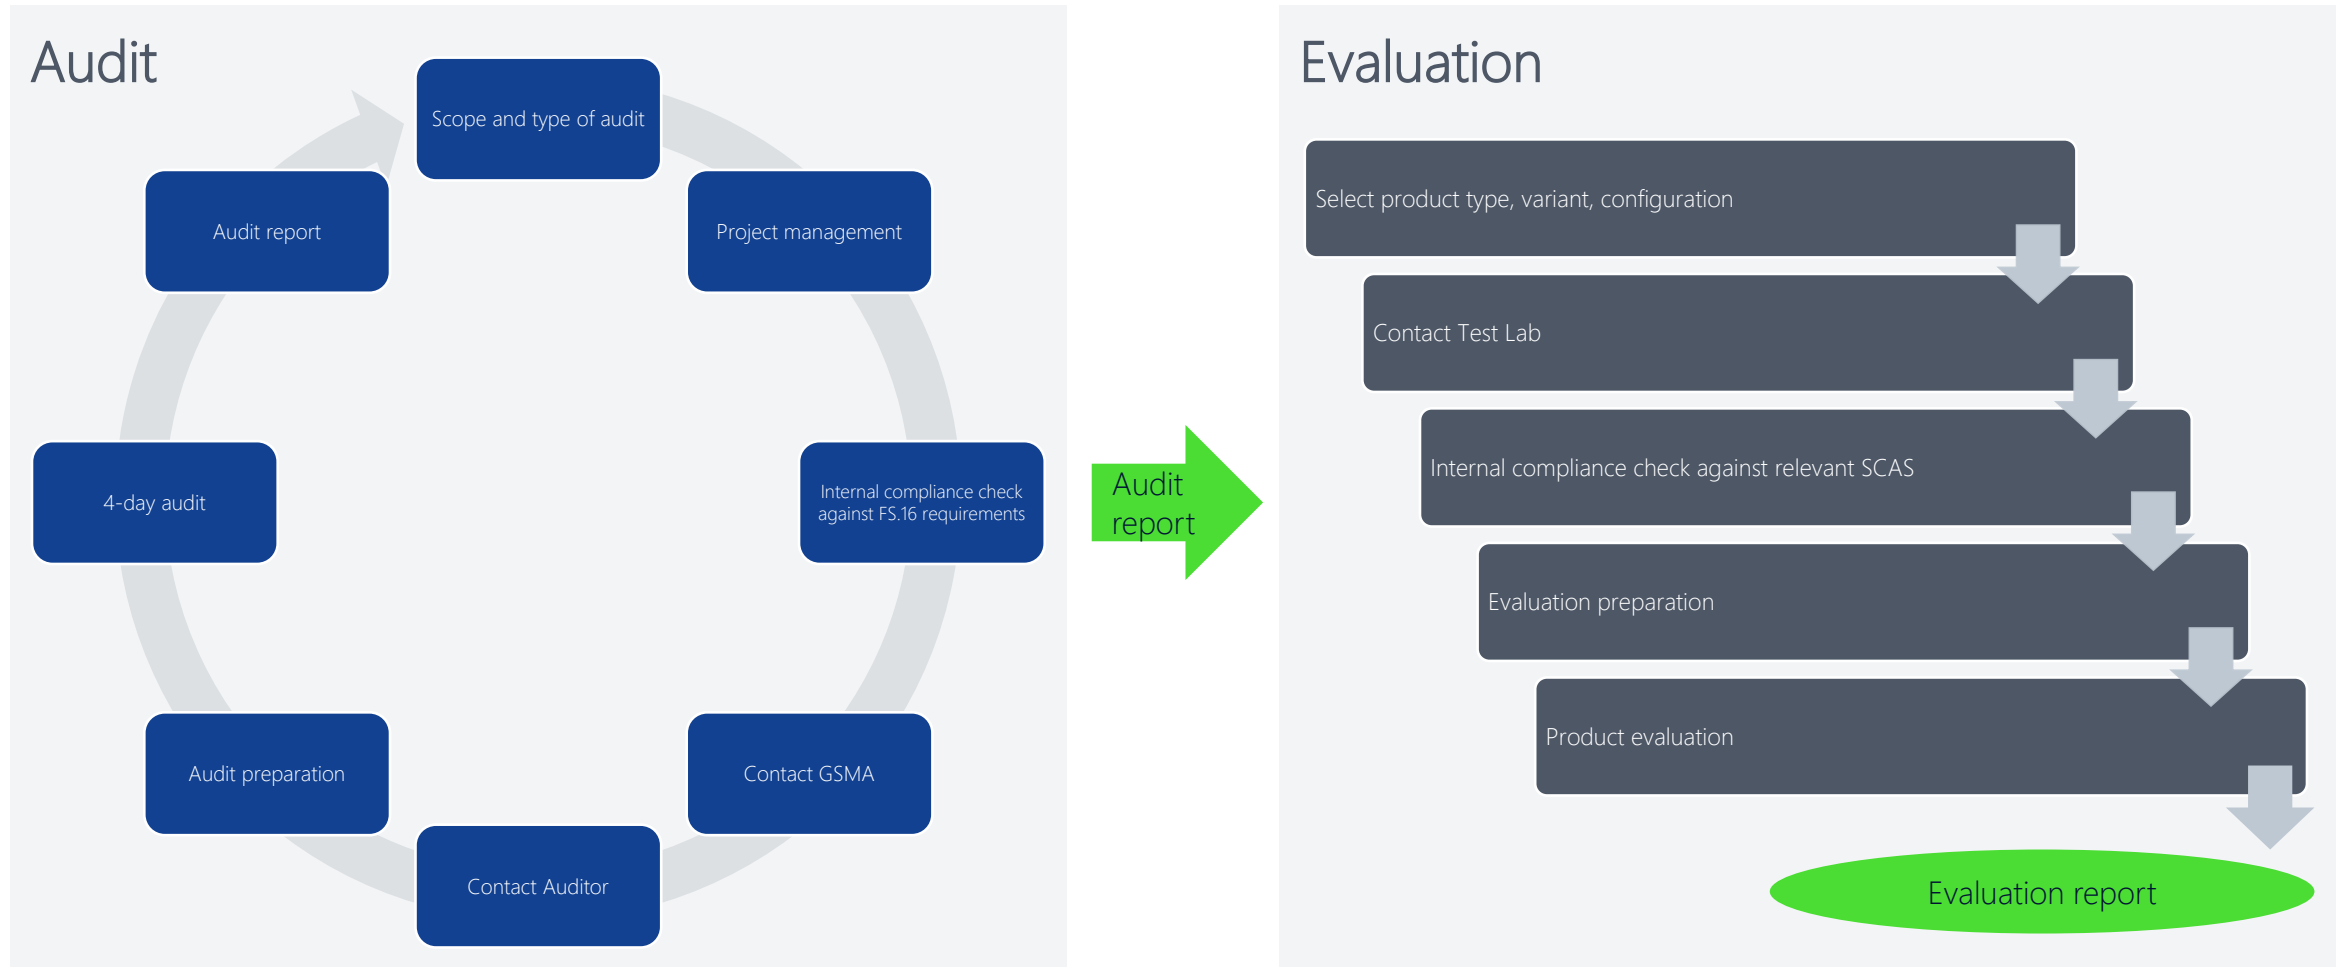 Audit
Scope and type of audit
Project management
Internal compliance check
against FS.16 requirements
Contact GSMA
Contact Auditor
Audit preparation
4-day audit
Audit report
Audit
report
Evaluation
Select product type, variant, configuration
Contact Test Lab
Internal compliance check against relevant SCAS
Evaluation preparation
Product evaluation
Evaluation report